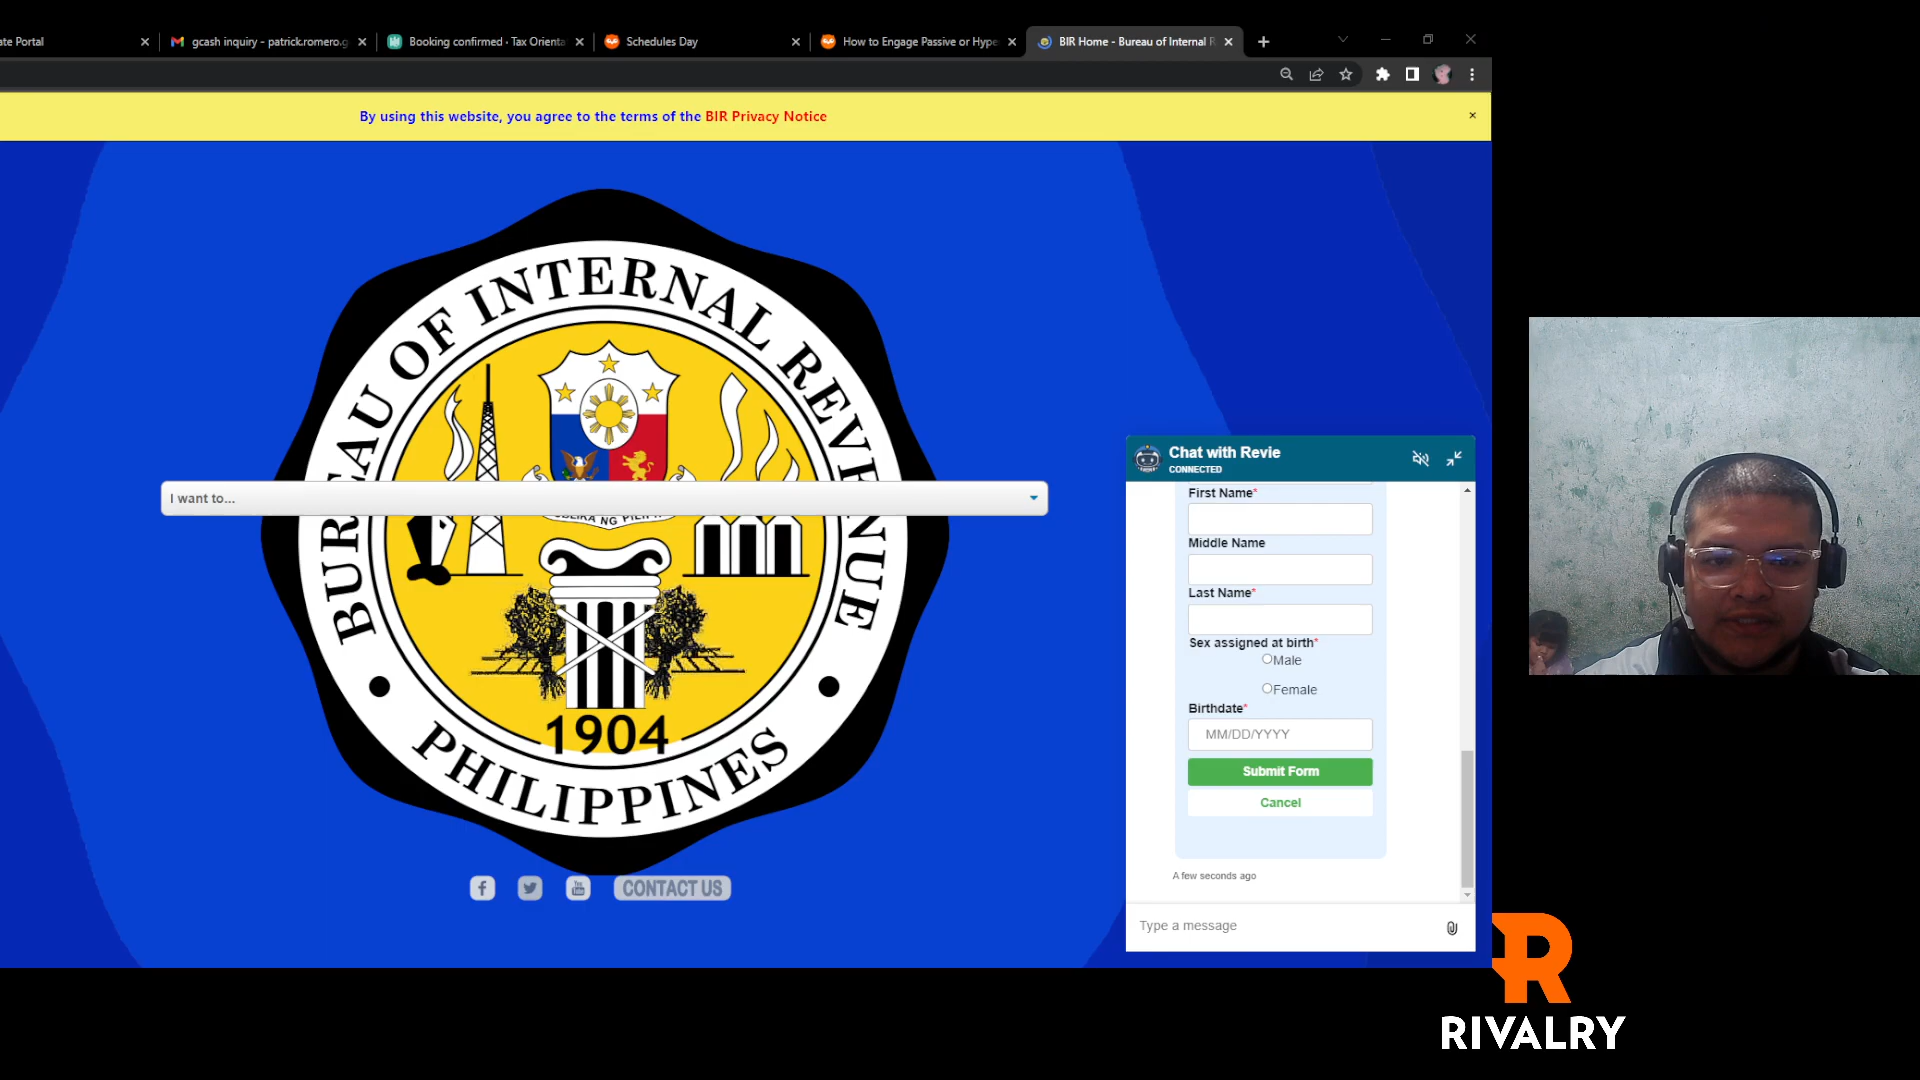 ate Portal
gcash inquiry - patrick.romero.g
Booking confirmed · Tax Orienta
Schedules Day
How to Engage Passive or Hype
BIR Home - Bureau of Internal R
By using this website, you agree to the terms of the BIR Privacy Notice
BUREAU OF INTERNAL REVENUE
I want to...
NG PILIPI
1904
PHILIPPINES
CONTACT US
Chat with Revie
CONNECTED
First Name*
Middle Name
Last Name*
Sex assigned at birth*
Male
Female
Birthdate*
MM/DD/YYYY
Submit Form
Cancel
A few seconds ago
Type a message
R
RIVALRY